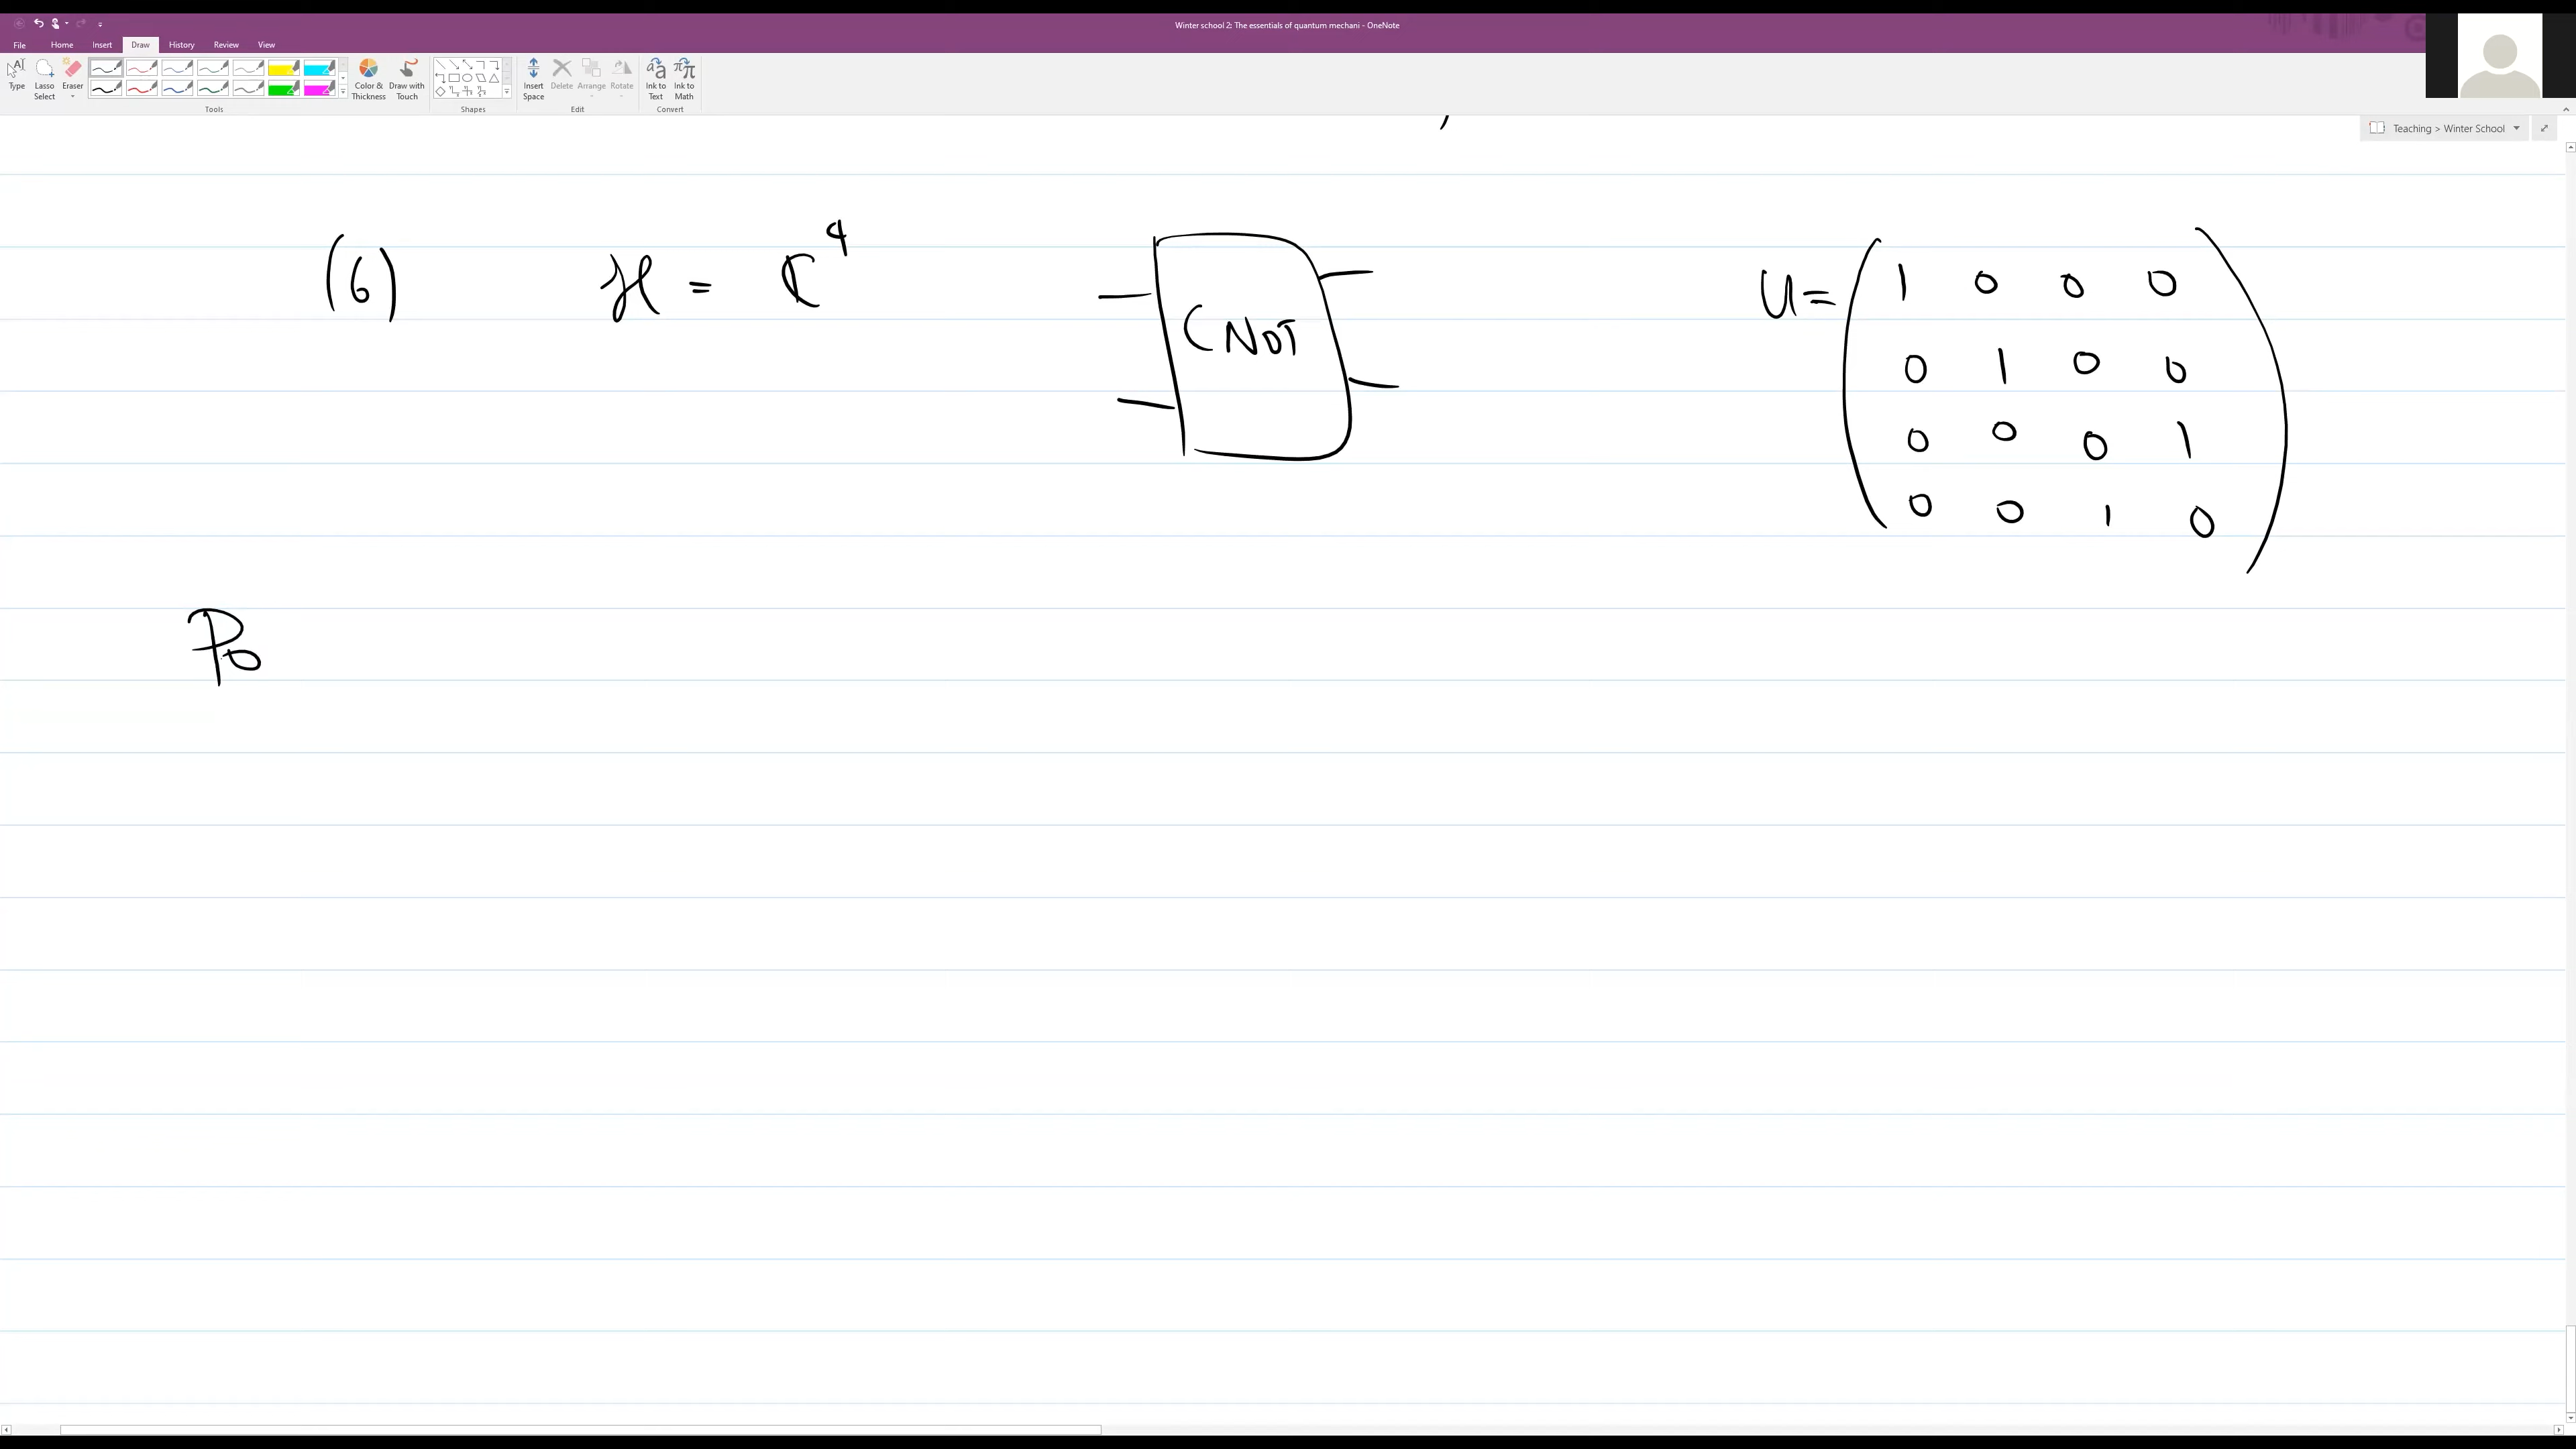 Winter school 2: The essentials of quantum mechani - OneNote
File Home Insert Draw History Review View
Type Lasso Select Eraser Color & Thickness Draw with Touch Insert Space Delete Arrange Rotate Ink to Text Ink to Math
Tools Shapes Edit Convert
Teaching > Winter School
(6) ℋ = ℂ⁴ CNOT U = ( 1 0 0 0
0 1 0 0
0 0 0 1
0 0 1 0 )
Po